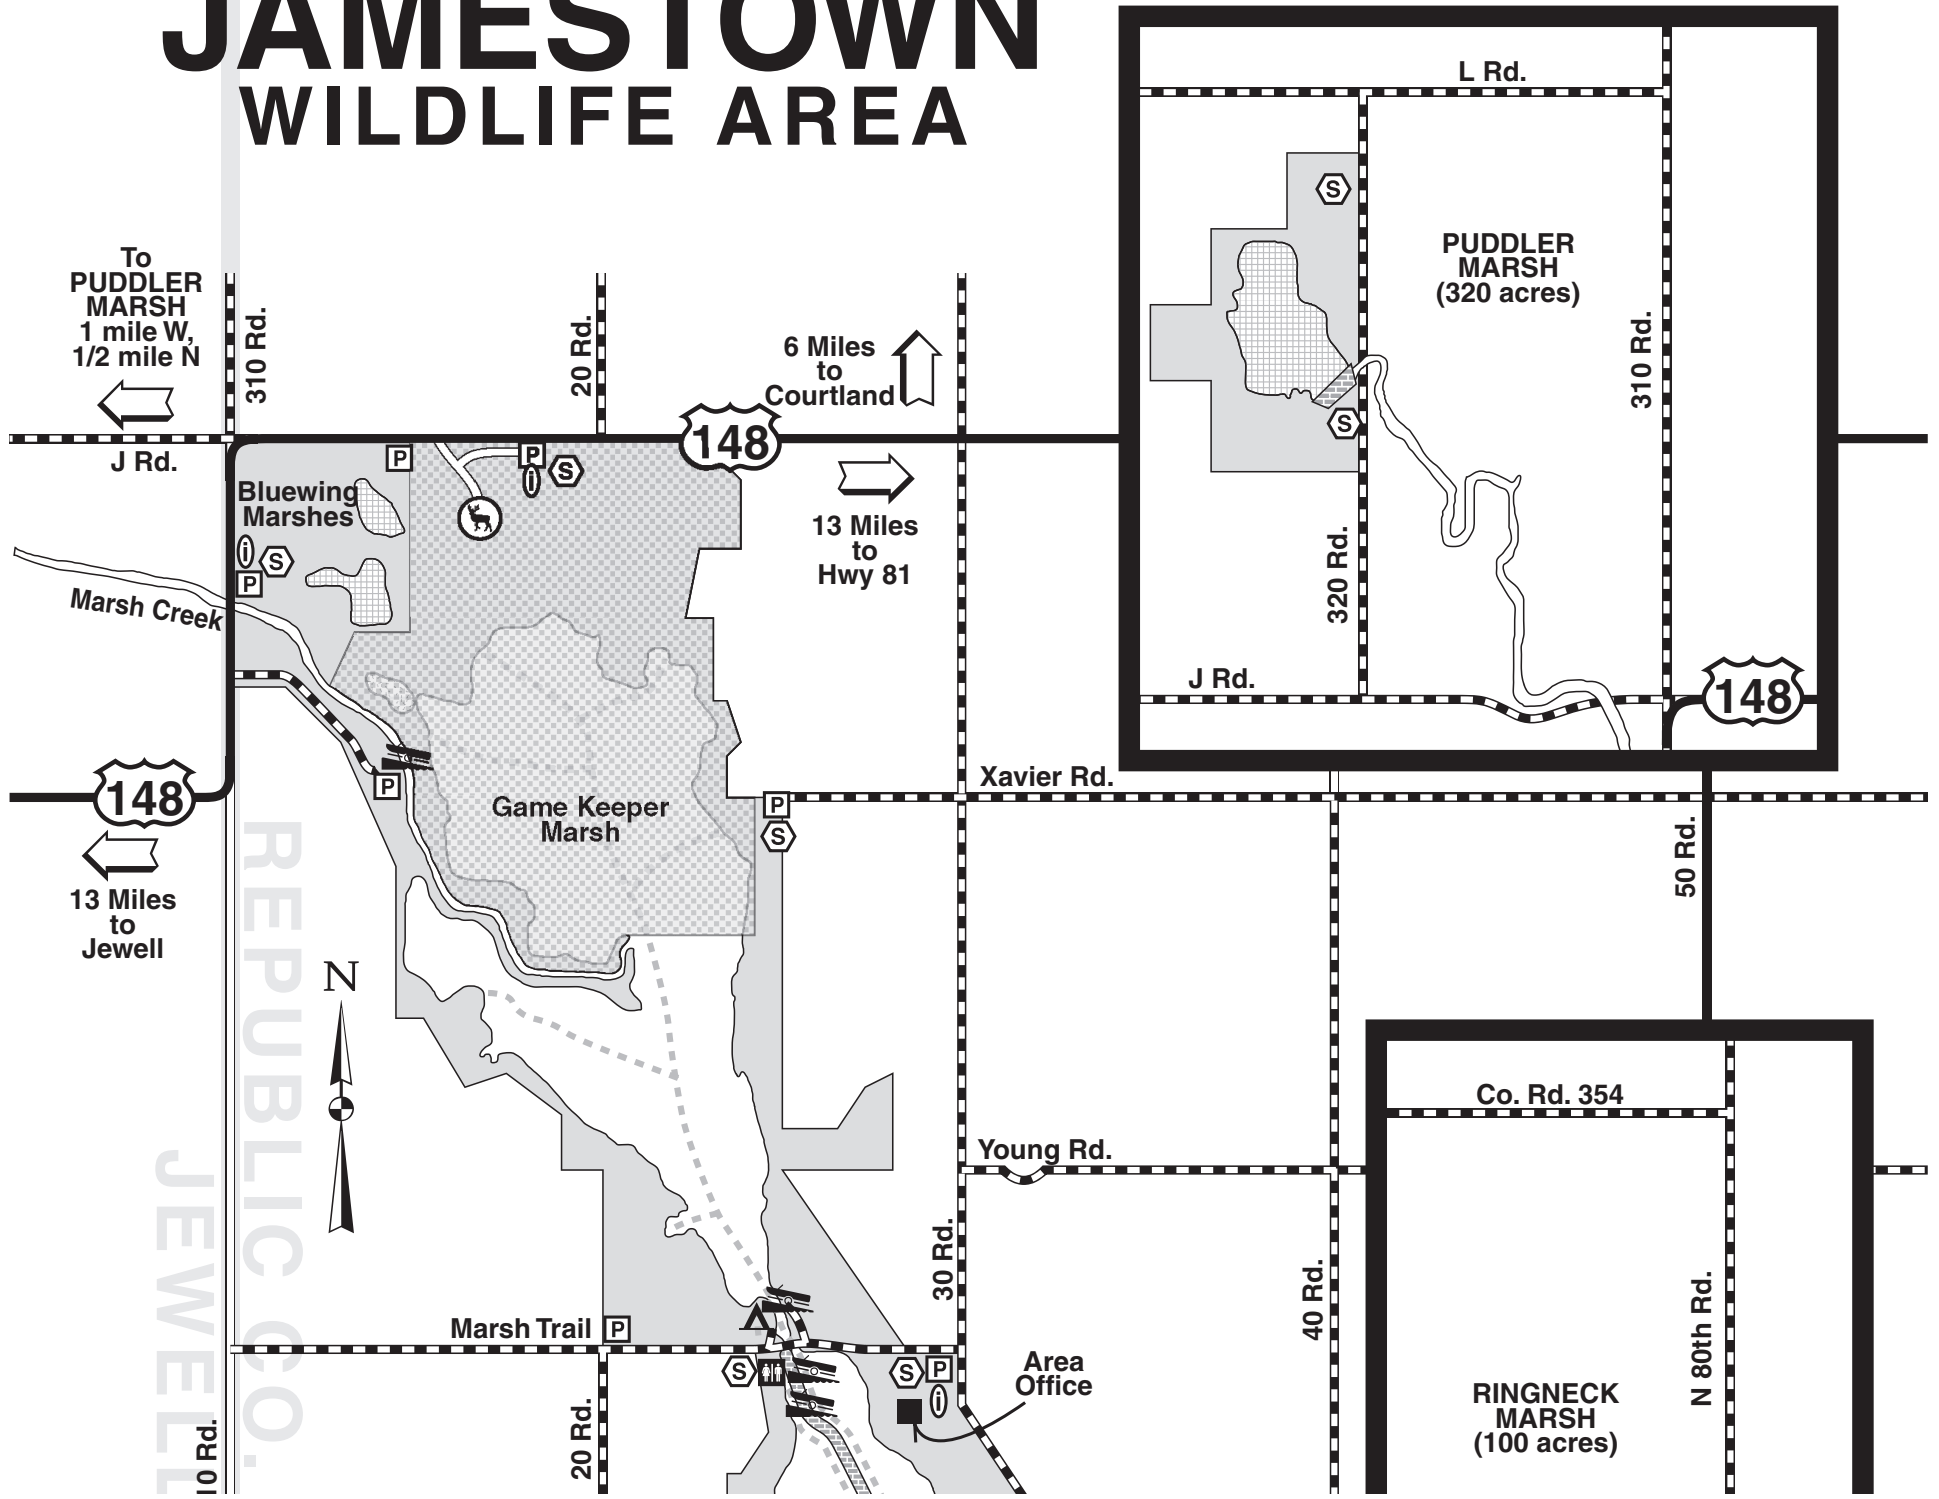 JAMESTOWN
WILDLIFE AREA
To
PUDDLER
MARSH
1 mile W,
1/2 mile N
310 Rd.
20 Rd.
6 Miles
to
Courtland
J Rd.
148
P
P
i
S
Bluewing
Marshes
i
S
P
Marsh Creek
13 Miles
to
Hwy 81
L Rd.
S
PUDDLER
MARSH
(320 acres)
310 Rd.
S
320 Rd.
J Rd.
148
148
13 Miles
to
Jewell
P
Game Keeper
Marsh
P
S
Xavier Rd.
50 Rd.
REPUBLIC CO.
JEWELL
N
Young Rd.
30 Rd.
40 Rd.
Co. Rd. 354
N 80th Rd.
RINGNECK
MARSH
(100 acres)
Marsh Trail
P
S
S
P
i
Area
Office
20 Rd.
10 Rd.